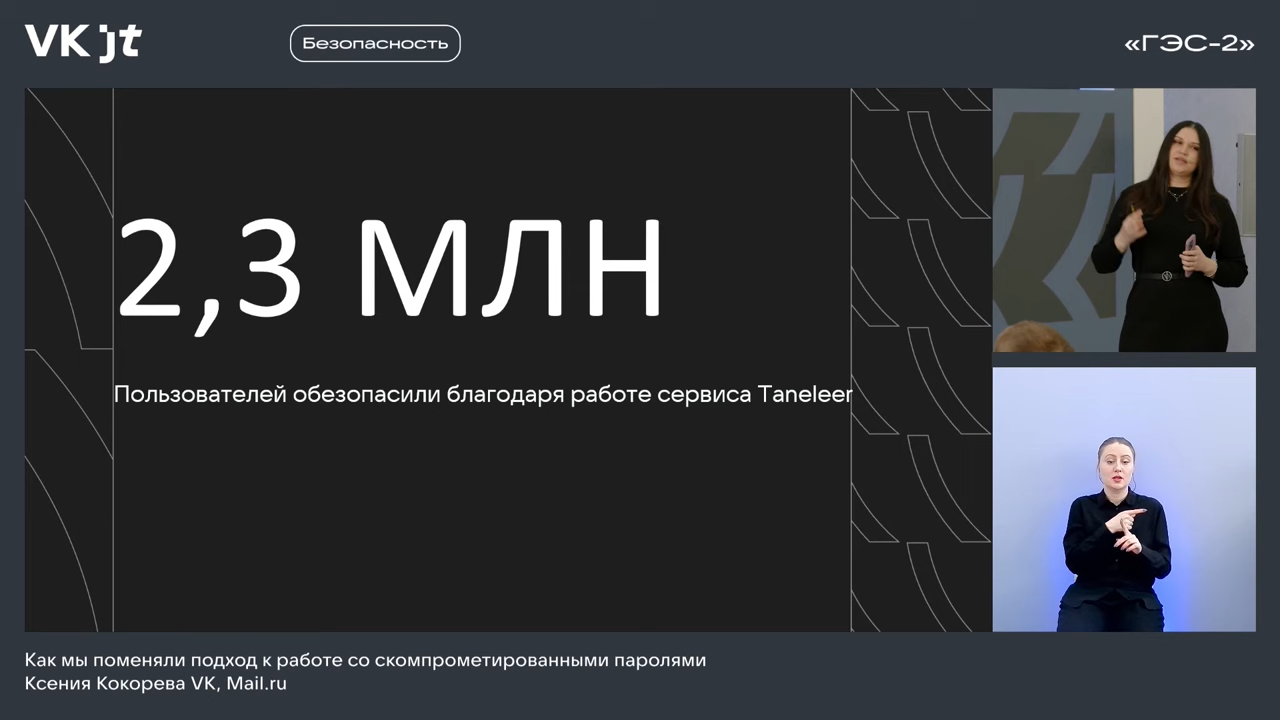 VK jt
Безопасность
«ГЭС-2»
2,3 МЛН
Пользователей обезопасили благодаря работе сервиса Taneleer
Как мы поменяли подход к работе со скомпрометированными паролями
Ксения Кокорева VK, Mail.ru